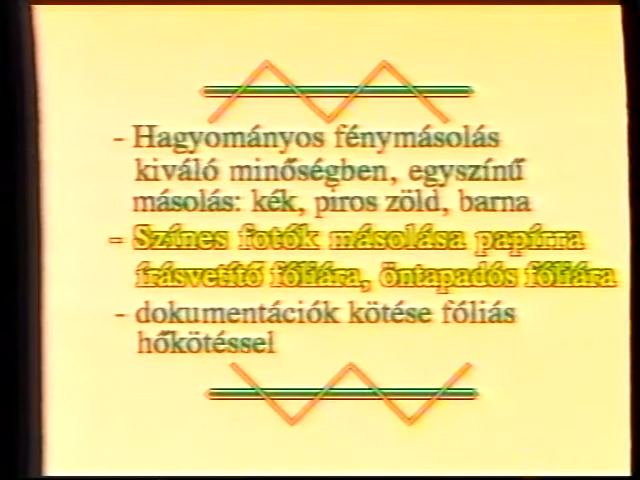 - Hagyományos fénymásolás
kiváló minőségben, egyszínű
másolás: kék, piros zöld, barna
- Színes fotók másolása papírra
írásvetítő fóliára, öntapadós fóliára
- dokumentációk kötése fóliás
hőkötéssel